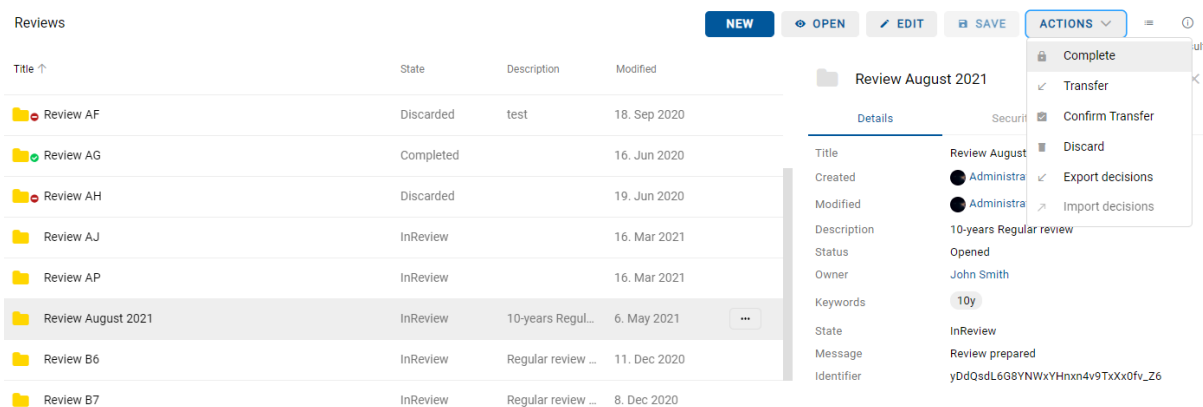 Reviews
NEW OPEN EDIT SAVE ACTIONS
Title State Description Modified
Review AF Discarded test 18. Sep 2020
Review AG Completed 16. Jun 2020
Review AH Discarded 19. Jun 2020
Review AJ InReview 16. Mar 2021
Review AP InReview 16. Mar 2021
Review August 2021 InReview 10-years Regul... 6. May 2021 ...
Review B6 InReview Regular review ... 11. Dec 2020
Review B7 InReview Regular review ... 8. Dec 2020
Complete
Transfer
Confirm Transfer
Discard
Export decisions
Import decisions
Review August 2021
Details Securit
Title Review August
Created Administra
Modified Administra
Description 10-years Regular review
Status Opened
Owner John Smith
Keywords 10y
State InReview
Message Review prepared
Identifier yDdQsdL6G8YNWxYHnxn4v9TxXx0fv_Z6